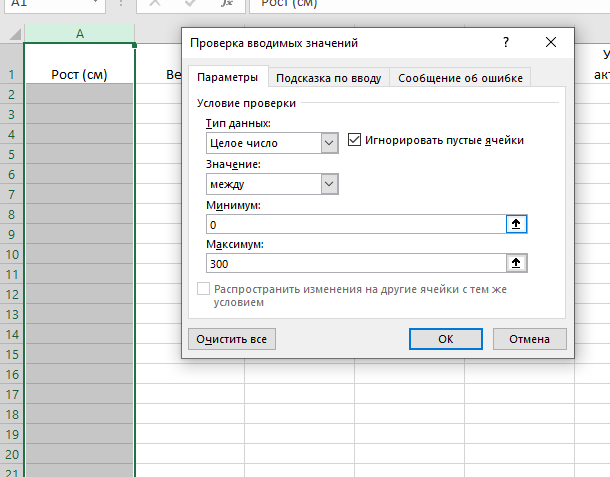 A1
fx
Рост (см)
A
1
Рост (см)
Ве
У
акт
2
3
4
5
6
7
8
9
10
11
12
13
14
15
16
17
18
19
20
21
Проверка вводимых значений
?
Параметры
Подсказка по вводу
Сообщение об ошибке
Условие проверки
Тип данных:
Целое число
Игнорировать пустые ячейки
Значение:
между
Минимум:
0
Максимум:
300
Распространить изменения на другие ячейки с тем же
условием
Очистить все
ОК
Отмена